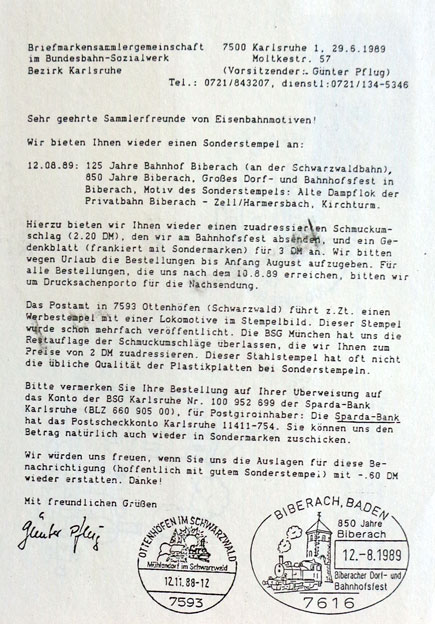 Briefmarkensammlergemeinschaft 7500 Karlsruhe 1, 29.6.1989
im Bundesbahn-Sozialwerk Moltkestr. 57
Bezirk Karlsruhe (Vorsitzender: Günter Pflug)
Tel.: 0721/843207, dienstl:0721/134-5346
Sehr geehrte Sammlerfreunde von Eisenbahnmotiven!
Wir bieten Ihnen wieder einen Sonderstempel an:
12.08.89: 125 Jahre Bahnhof Biberach (an der Schwarzwaldbahn),
850 Jahre Biberach, Großes Dorf- und Bahnhofsfest in
Biberach, Motiv des Sonderstempels: Alte Dampflok der
Privatbahn Biberach - Zell/Harmersbach, Kirchturm.
Hierzu bieten wir Ihnen wieder einen zuadressierten Schmuckum-
schlag (2.20 DM), den wir am Bahnhofsfest absenden, und ein Ge-
denkblatt (frankiert mit Sondermarken) für 3 DM an. Wir bitten
wegen Urlaub die Bestellungen bis Anfang August aufzugeben. Für
alle Bestellungen, die uns nach dem 10.8.89 erreichen, bitten wir
um Drucksachenporto für die Nachsendung.
Das Postamt in 7593 Ottenhöfen (Schwarzwald) führt z.Zt. einen
Werbestempel mit einer Lokomotive im Stempelbild. Dieser Stempel
wurde schon mehrfach veröffentlicht. Die BSG München hat uns die
Restauflage der Schmuckumschläge überlassen, die wir Ihnen zum
Preise von 2 DM zuadressieren. Dieser Stahlstempel hat oft nicht
die übliche Qualität der Plastikplatten bei Sonderstempeln.
Bitte vermerken Sie Ihre Bestellung auf Ihrer Überweisung auf
das Konto der BSG Karlsruhe Nr. 100 952 699 der Sparda-Bank
Karlsruhe (BLZ 660 905 00), für Postgiroinhaber: Die Sparda-Bank
hat das Postscheckkonto Karlsruhe 11411-754. Sie können uns den
Betrag natürlich auch wieder in Sondermarken zuschicken.
Wir würden uns freuen, wenn Sie uns die Auslagen für diese Be-
nachrichtigung (hoffentlich mit gutem Sonderstempel) mit -.60 DM
wieder erstatten. Danke!
Mit freundlichen Grüßen
Günter Pflug
OTTENHÖFEN IM SCHWARZWALD
Mühlendorf im Schwarzwald
12.11.88-12
7593
BIBERACH, BADEN
850 Jahre
Biberach
12.-8.1989
Biberacher Dorf- und
Bahnhofsfest
7616